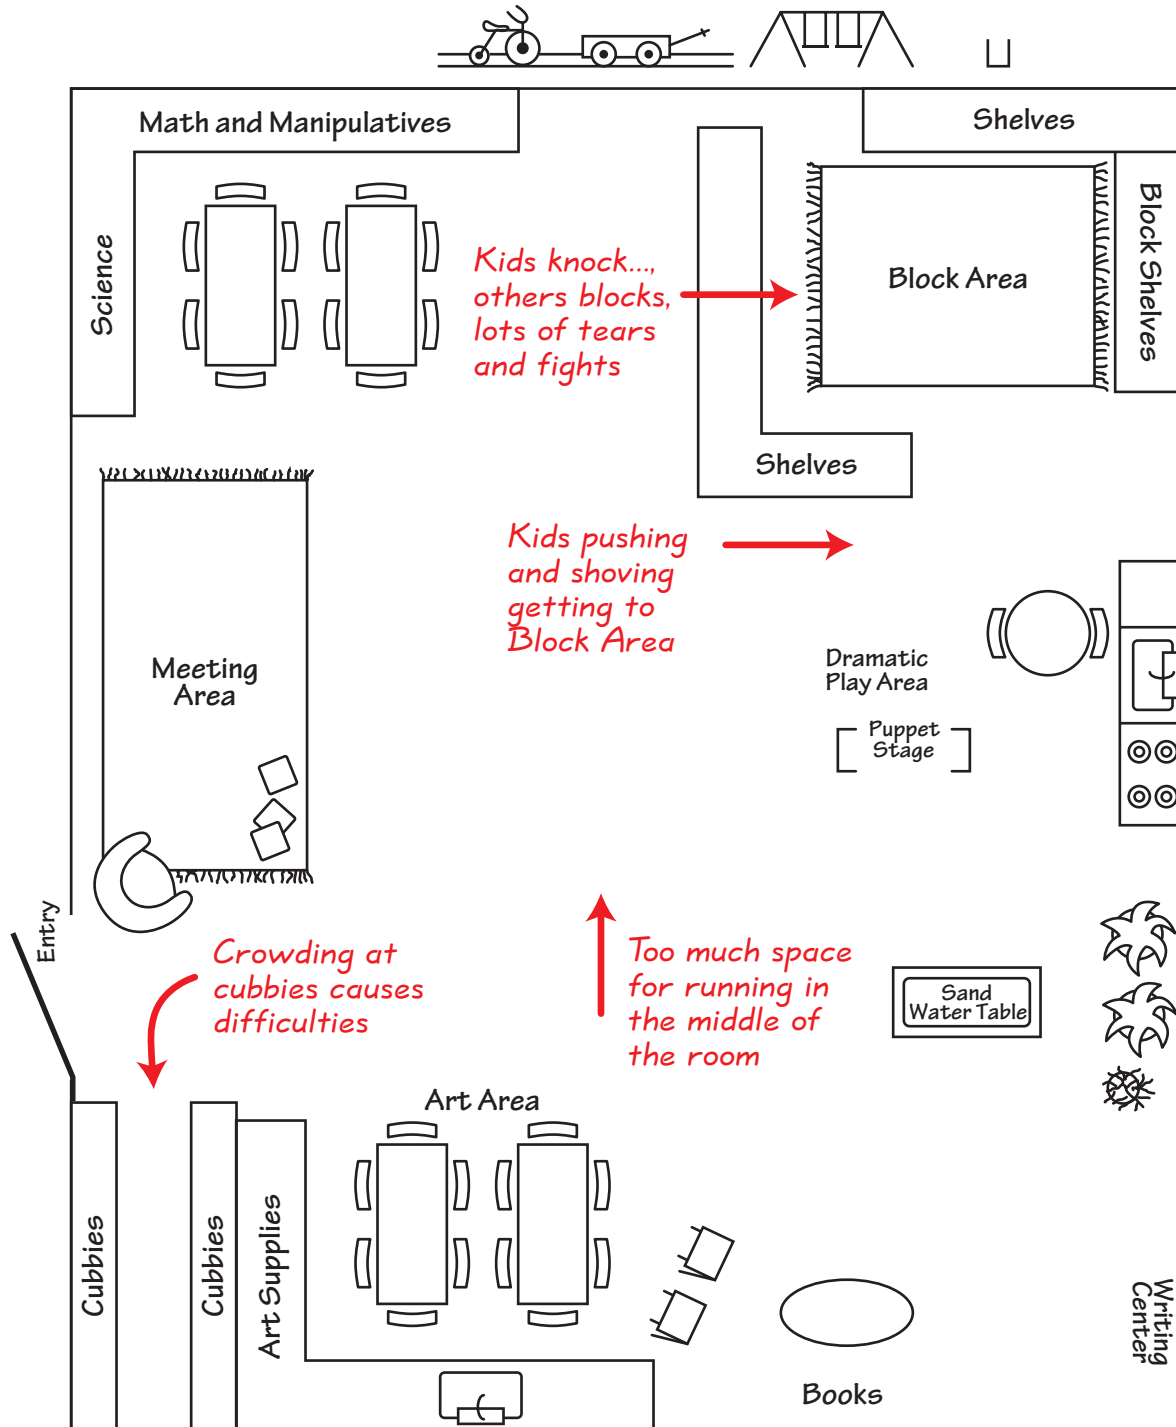 Math and Manipulatives
Shelves
Science
Block Shelves
Kids knock...,
others blocks,
lots of tears
and fights
Block Area
Shelves
Kids pushing
and shoving
getting to
Block Area
Meeting
Area
Dramatic
Play Area
Puppet
Stage
Entry
Crowding at
cubbies causes
difficulties
Too much space
for running in
the middle of
the room
Sand
Water Table
Art Area
Cubbies
Cubbies
Art Supplies
Writing
Center
Books